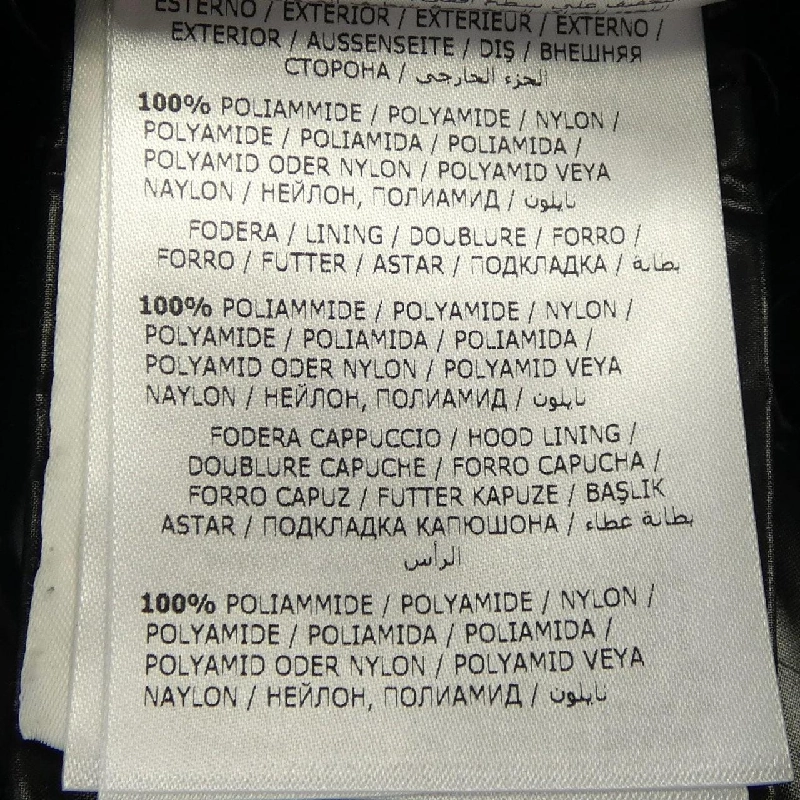 ESTERNO / EXTERIOR / EXTERIEUR / EXTERNO /
EXTERIOR / AUSSENSEITE / DIŞ / ВНЕШНЯЯ
СТОРОНА / الجزء الخارجي
100% POLIAMMIDE / POLYAMIDE / NYLON /
POLYAMIDE / POLIAMIDA / POLIAMIDA /
POLYAMID ODER NYLON / POLYAMID VEYA
NAYLON / НЕЙЛОН, ПОЛИАМИД / نايلون
FODERA / LINING / DOUBLURE / FORRO /
FORRO / FUTTER / ASTAR / ПОДКЛАДКА / بطانة
100% POLIAMMIDE / POLYAMIDE / NYLON /
POLYAMIDE / POLIAMIDA / POLIAMIDA /
POLYAMID ODER NYLON / POLYAMID VEYA
NAYLON / НЕЙЛОН, ПОЛИАМИД / نايلون
FODERA CAPPUCCIO / HOOD LINING /
DOUBLURE CAPUCHE / FORRO CAPUCHA /
FORRO CAPUZ / FUTTER KAPUZE / BAŞLIK
ASTAR / ПОДКЛАДКА КАПЮШОНА / بطانة غطاء
الرأس
100% POLIAMMIDE / POLYAMIDE / NYLON /
POLYAMIDE / POLIAMIDA / POLIAMIDA /
POLYAMID ODER NYLON / POLYAMID VEYA
NAYLON / НЕЙЛОН, ПОЛИАМИД / نايلون